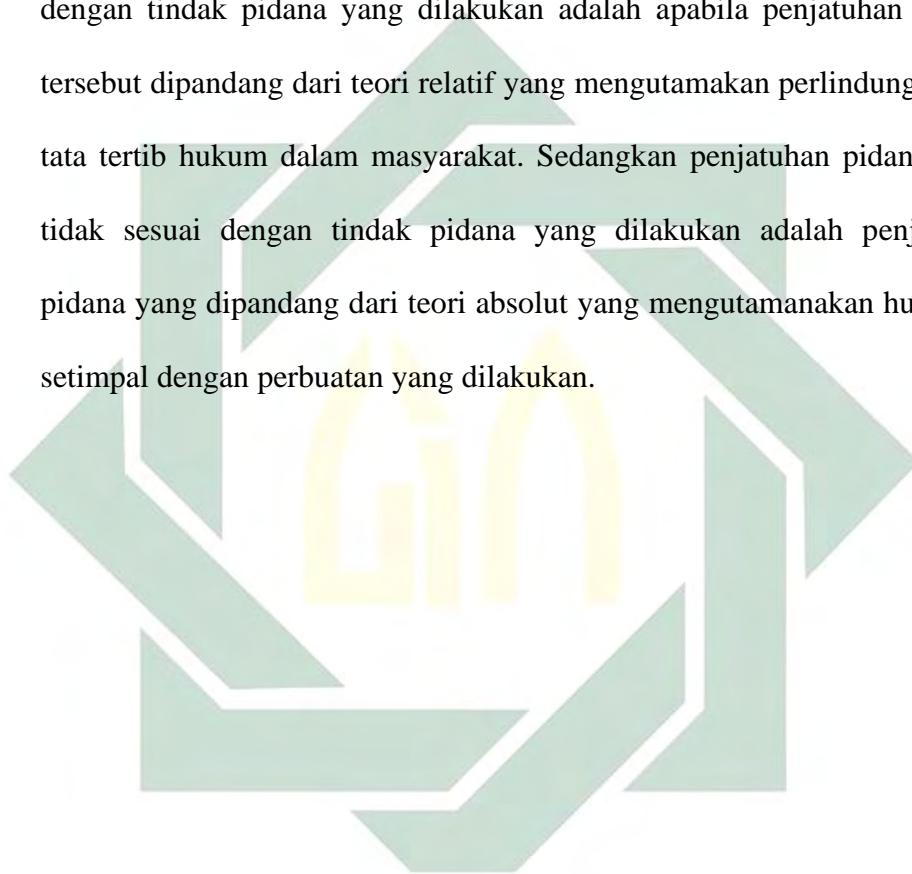 dengan tindak pidana yang dilakukan adalah apabila penjatuhan
tersebut dipandang dari teori relatif yang mengutamakan
tata tertib hukum dalam masyarakat. Sedangkan penjatuhan
tidak sesuai dengan tindak pidana yang dilakukan adalah
pidana yang dipandang dari teori absolut yang mengutamanakan
setimpal dengan perbuatan yang dilakukan.